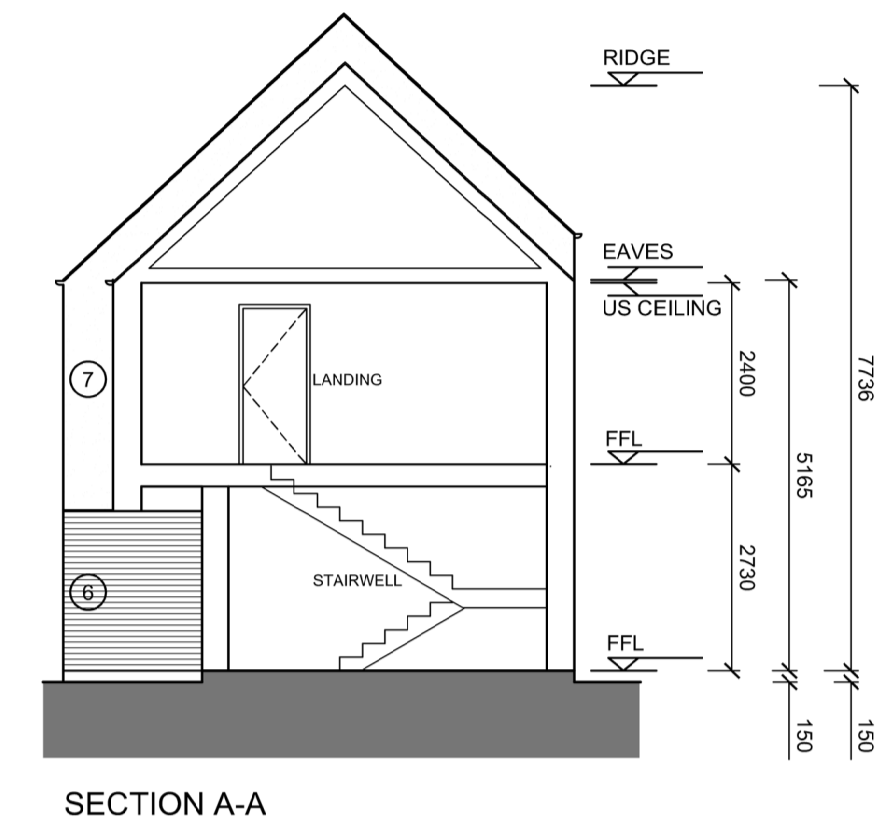 RIDGE
EAVES
US CEILING
7
LANDING
2400
7736
FFL
5165
6
STAIRWELL
2730
FFL
150
150
SECTION A-A